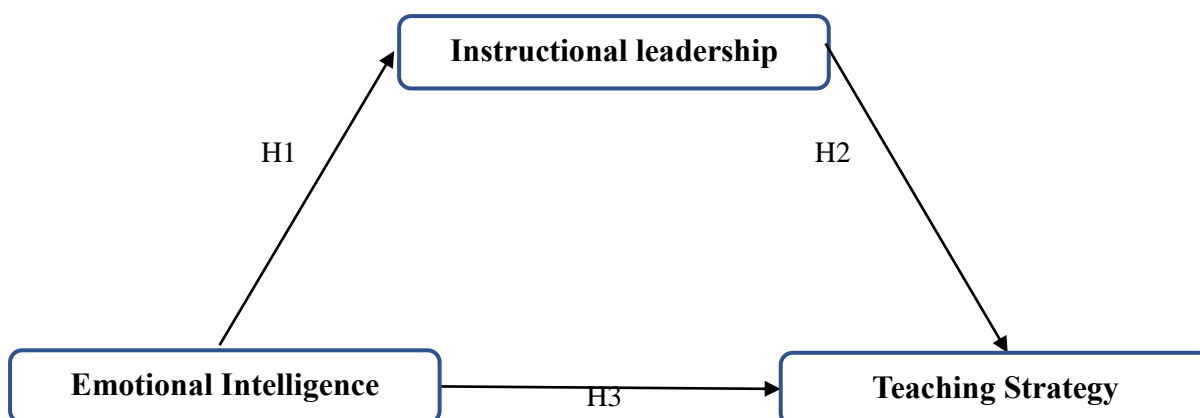 Instructional leadership
H1
H2
Emotional Intelligence
H3
Teaching Strategy